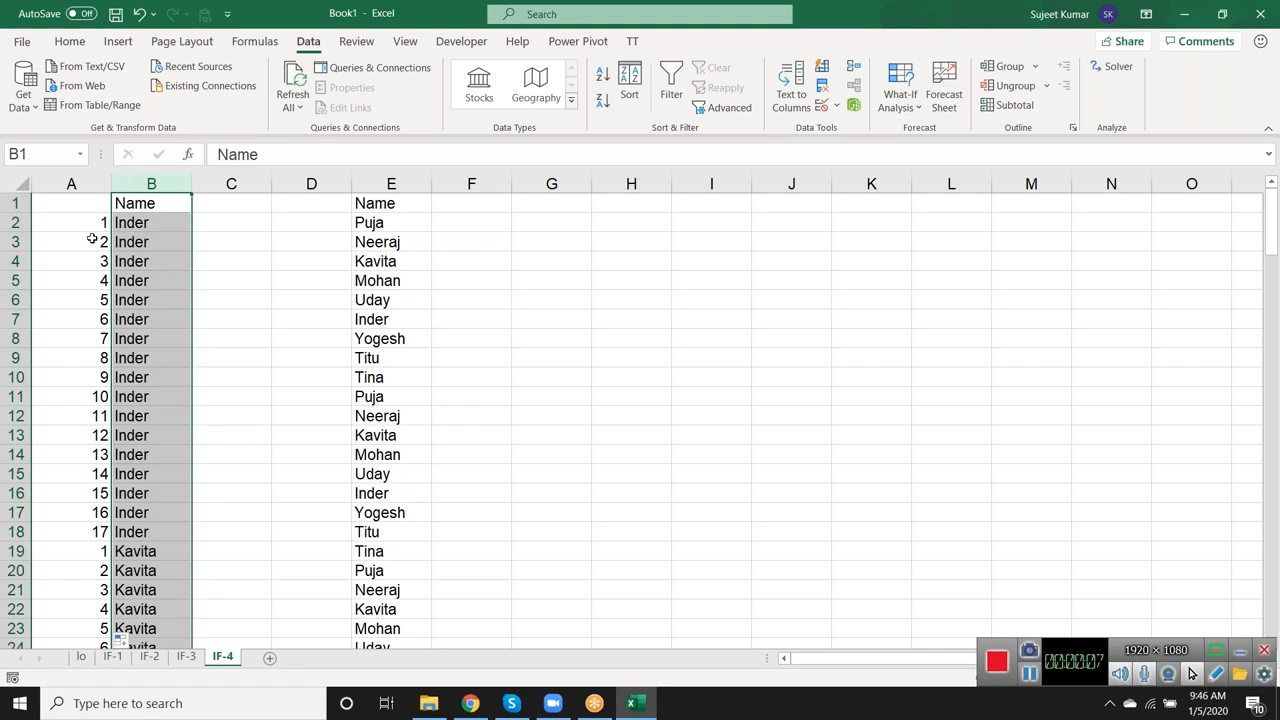 AutoSave Off Book1 - Excel Search Sujeet Kumar SK
File Home Insert Page Layout Formulas Data Review View Developer Help Power Pivot TT Share Comments
Get Data From Text/CSV Recent Sources
From Web Existing Connections
From Table/Range
Get & Transform Data
Refresh All Queries & Connections
Properties
Edit Links
Queries & Connections
Stocks Geography
Data Types
Sort Filter Clear
Reapply
Advanced
Sort & Filter
Text to Columns
Data Tools
What-If Analysis Forecast Sheet
Forecast
Group
Ungroup
Subtotal
Outline
Solver
Analyze
B1 fx Name
A B C D E F G H I J K L M N O
1 Name Name
2 1 Inder Puja
3 2 Inder Neeraj
4 3 Inder Kavita
5 4 Inder Mohan
6 5 Inder Uday
7 6 Inder Inder
8 7 Inder Yogesh
9 8 Inder Titu
10 9 Inder Tina
11 10 Inder Puja
12 11 Inder Neeraj
13 12 Inder Kavita
14 13 Inder Mohan
15 14 Inder Uday
16 15 Inder Inder
17 16 Inder Yogesh
18 17 Inder Titu
19 1 Kavita Tina
20 2 Kavita Puja
21 3 Kavita Neeraj
22 4 Kavita Kavita
23 5 Kavita Mohan
24 6 Kavita Uday
lo IF-1 IF-2 IF-3 IF-4
00:00:07
1920 × 1080
Type here to search
9:46 AM
1/5/2020
10